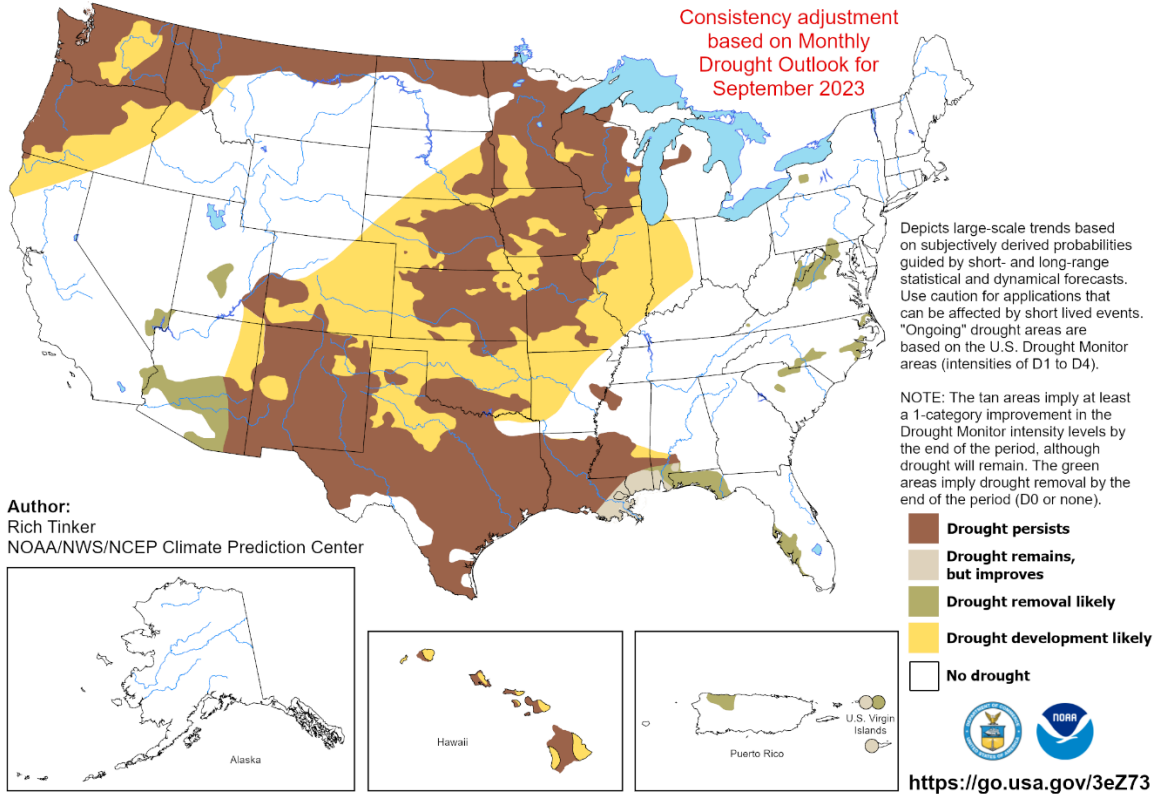 Consistency adjustment
based on Monthly
Drought Outlook for
September 2023
Depicts large-scale trends based
on subjectively derived probabilities
guided by short- and long-range
statistical and dynamical forecasts.
Use caution for applications that
can be affected by short lived events.
"Ongoing" drought areas are
based on the U.S. Drought Monitor
areas (intensities of D1 to D4).
NOTE: The tan areas imply at least
a 1-category improvement in the
Drought Monitor intensity levels by
the end of the period, although
drought will remain. The green
areas imply drought removal by the
end of the period (D0 or none).
Author:
Rich Tinker
NOAA/NWS/NCEP Climate Prediction Center
Drought persists
Drought remains,
but improves
Drought removal likely
Drought development likely
No drought
Alaska
Hawaii
Puerto Rico
U.S. Virgin
Islands
NOAA
https://go.usa.gov/3eZ73